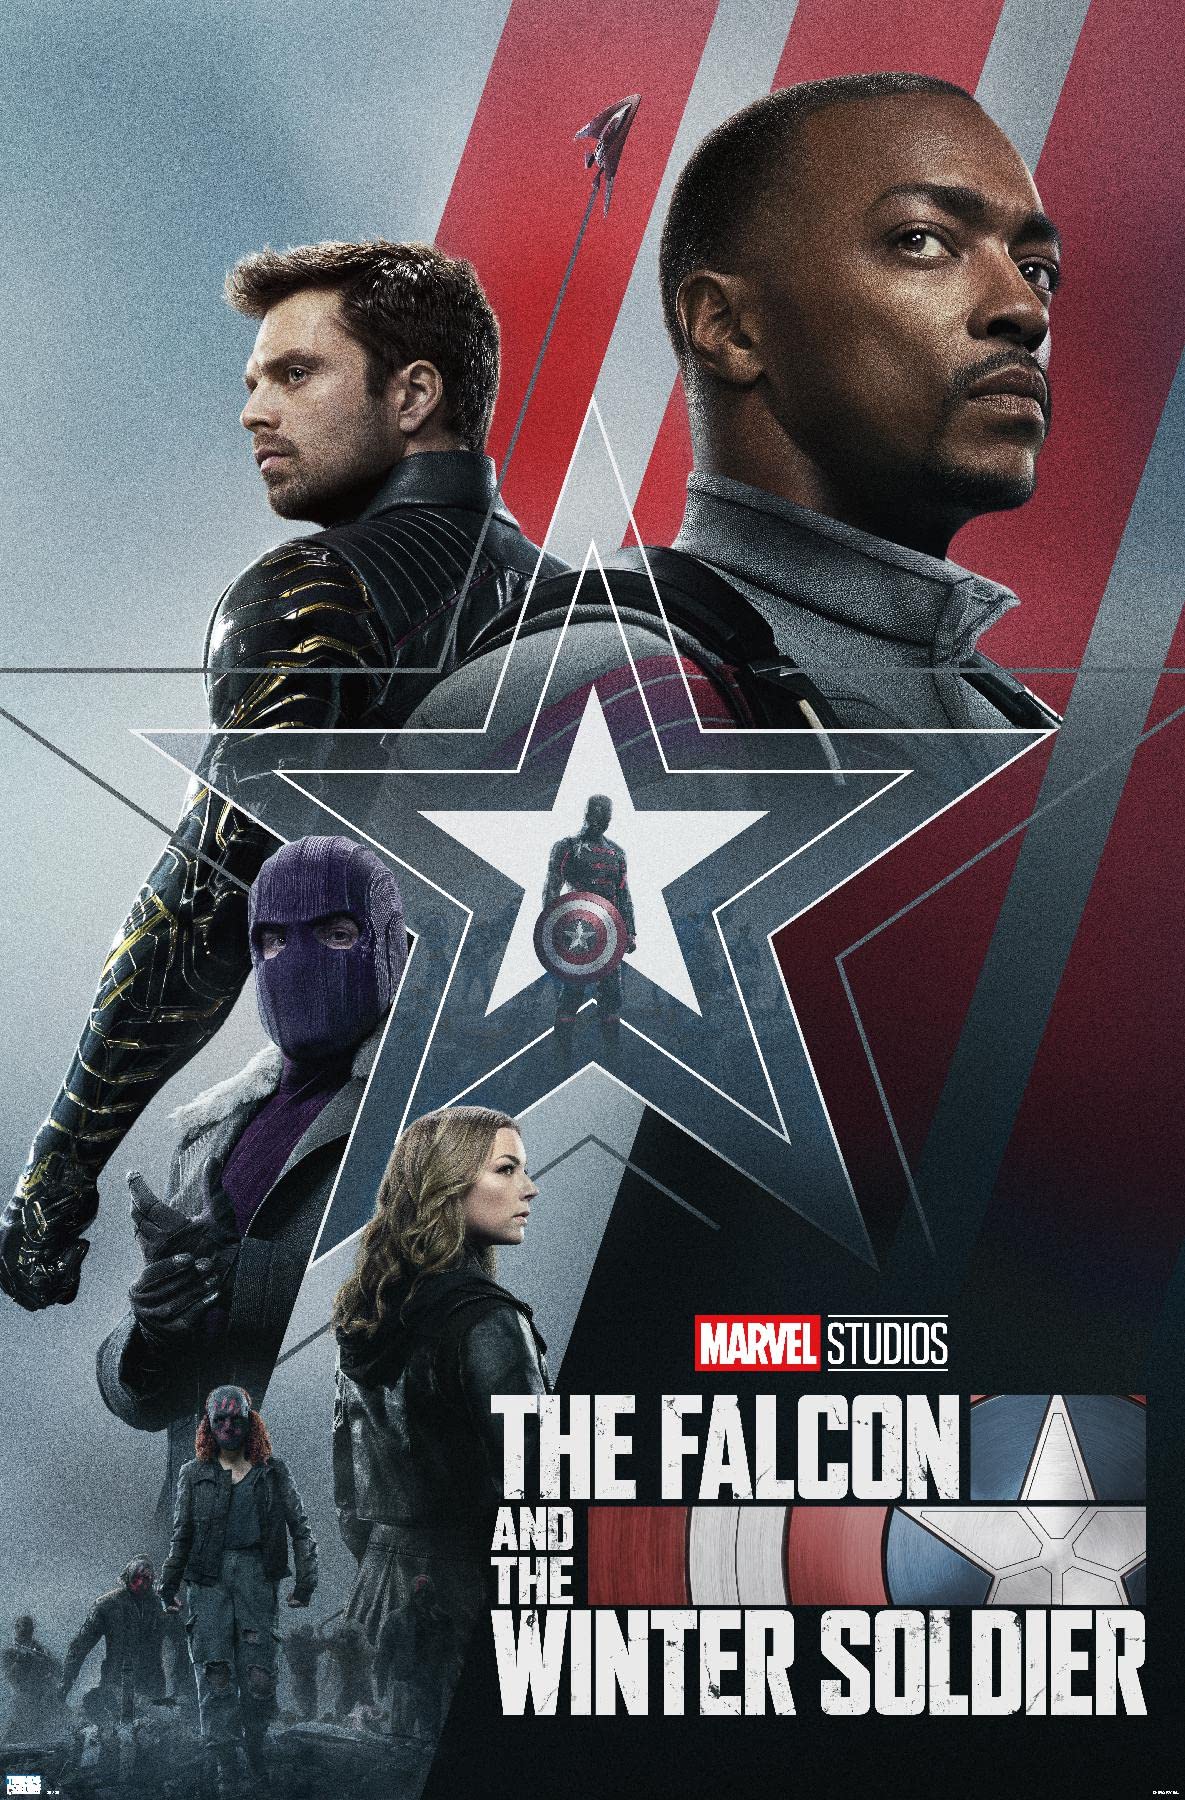 MARVEL STUDIOS
THE FALCON
AND
THE
WINTER SOLDIER